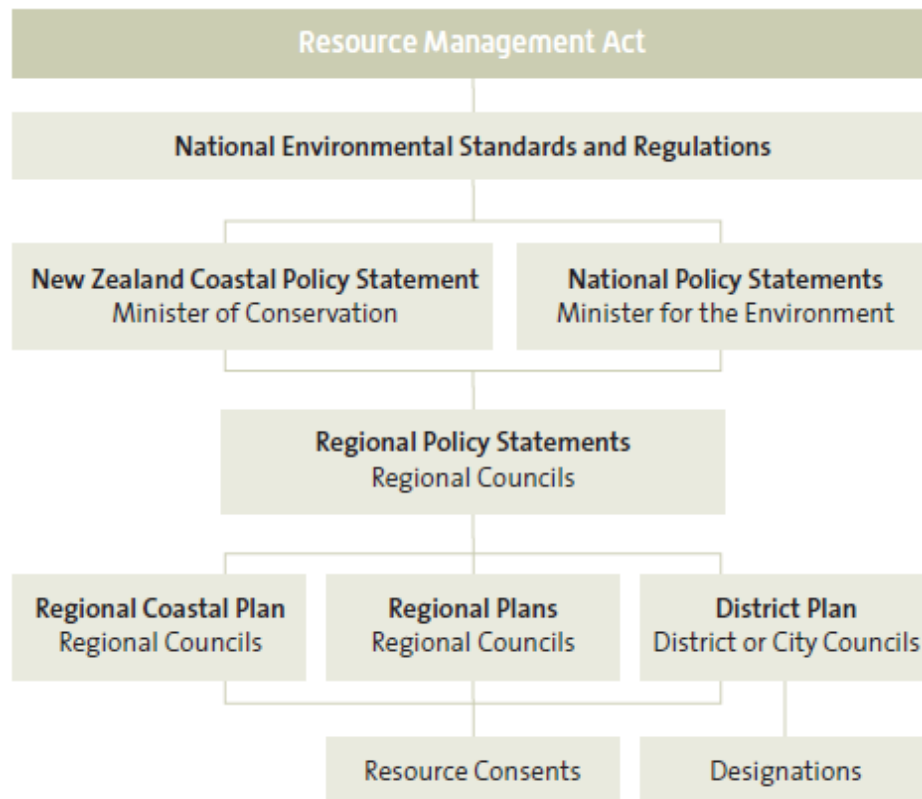 Resource Management Act
National Environmental Standards and Regulations
New Zealand Coastal Policy Statement
Minister of Conservation
National Policy Statements
Minister for the Environment
Regional Policy Statements
Regional Councils
Regional Coastal Plan
Regional Councils
Regional Plans
Regional Councils
District Plan
District or City Councils
Resource Consents
Designations